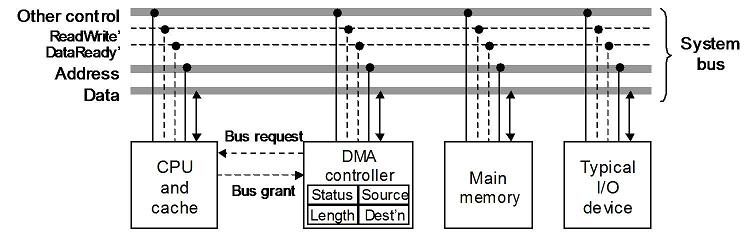 Other control
ReadWrite'
DataReady'
Address
Data
System
bus
Bus request
Bus grant
CPU
and
cache
DMA
controller
Status Source
Length Dest'n
Main
memory
Typical
I/O
device